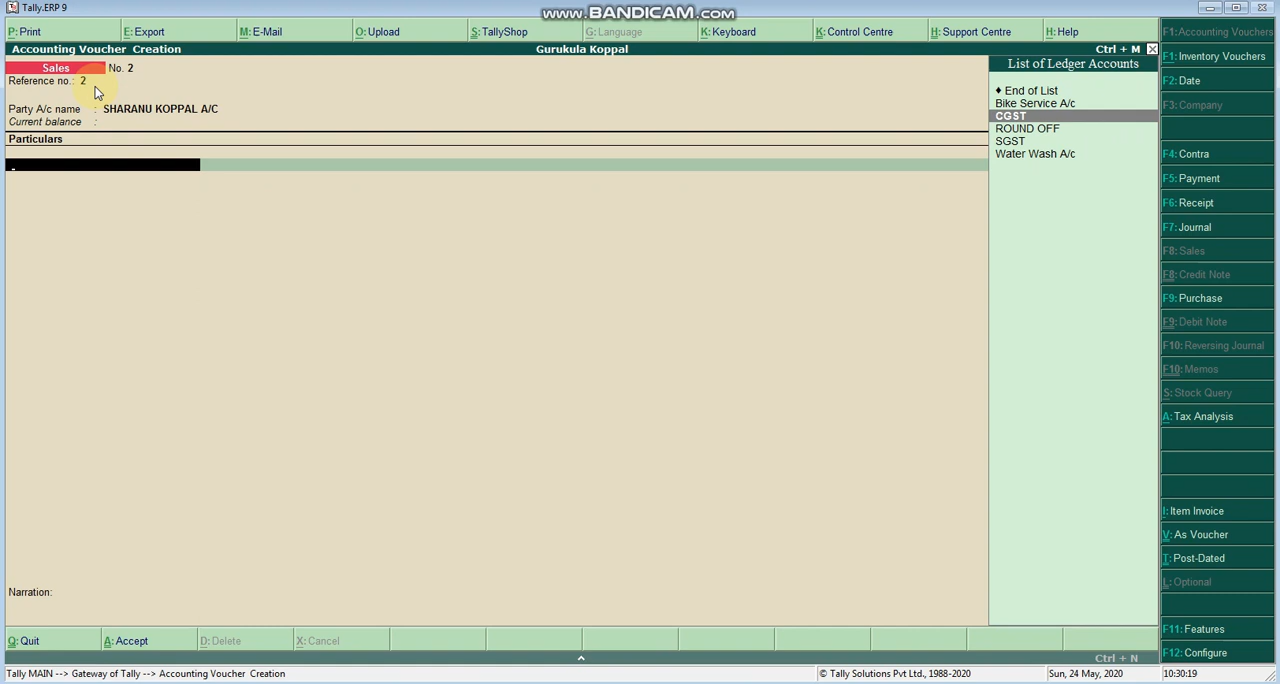 Tally.ERP 9
www.BANDICAM.com
P: Print
E: Export
M: E-Mail
O: Upload
S: TallyShop
G: Language
K: Keyboard
K: Control Centre
H: Support Centre
H: Help
Accounting Voucher Creation
Gurukula Koppal
Ctrl + M
Sales
No. 2
Reference no.: 2
Party A/c name : SHARANU KOPPAL A/C
Current balance :
Particulars
List of Ledger Accounts
♦ End of List
Bike Service A/c
CGST
ROUND OFF
SGST
Water Wash A/c
F1: Accounting Vouchers
F1: Inventory Vouchers
F2: Date
F3: Company
F4: Contra
F5: Payment
F6: Receipt
F7: Journal
F8: Sales
F8: Credit Note
F9: Purchase
F9: Debit Note
F10: Reversing Journal
F10: Memos
S: Stock Query
A: Tax Analysis
I: Item Invoice
V: As Voucher
T: Post-Dated
L: Optional
F11: Features
F12: Configure
Narration:
Q: Quit
A: Accept
D: Delete
X: Cancel
Ctrl + N
Tally MAIN --> Gateway of Tally --> Accounting Voucher Creation
© Tally Solutions Pvt Ltd., 1988-2020
Sun, 24 May, 2020
10:30:19